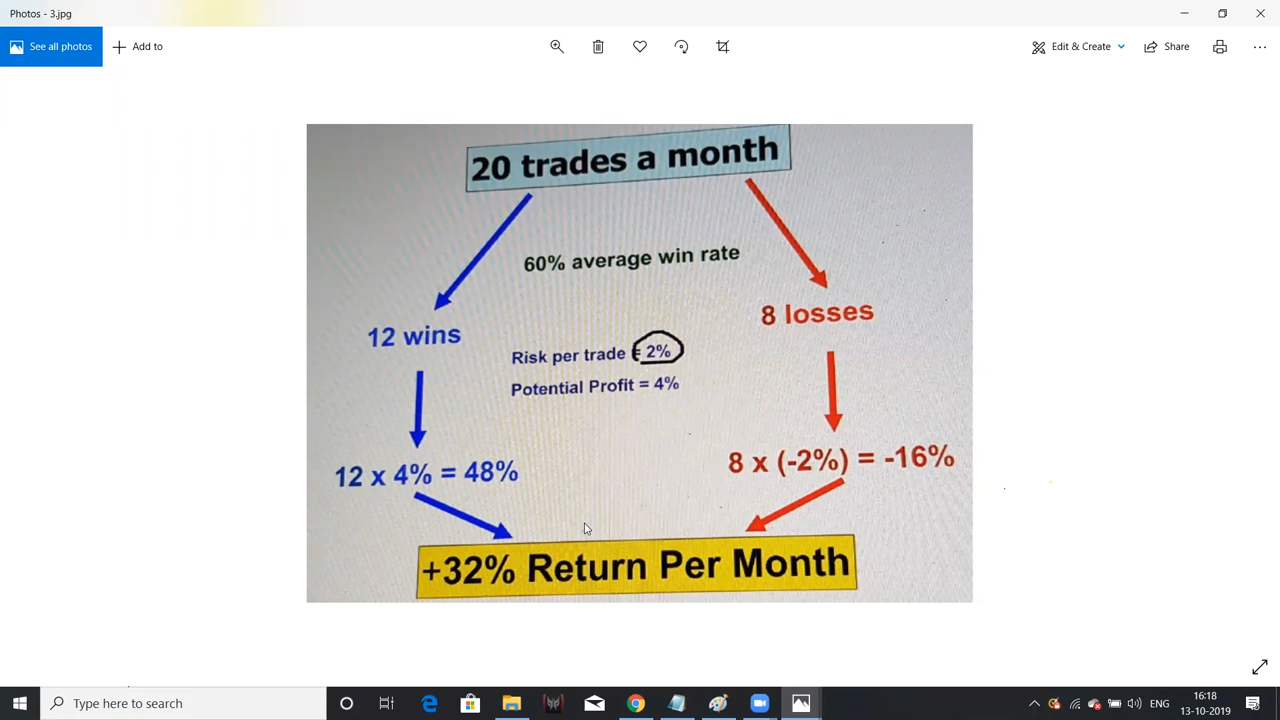 Photos - 3.jpg
See all photos
Add to
Edit & Create
Share
20 trades a month
60% average win rate
12 wins
8 losses
Risk per trade = 2%
Potential Profit = 4%
12 x 4% = 48%
8 x (-2%) = -16%
+32% Return Per Month
Type here to search
ENG
16:18
13-10-2019